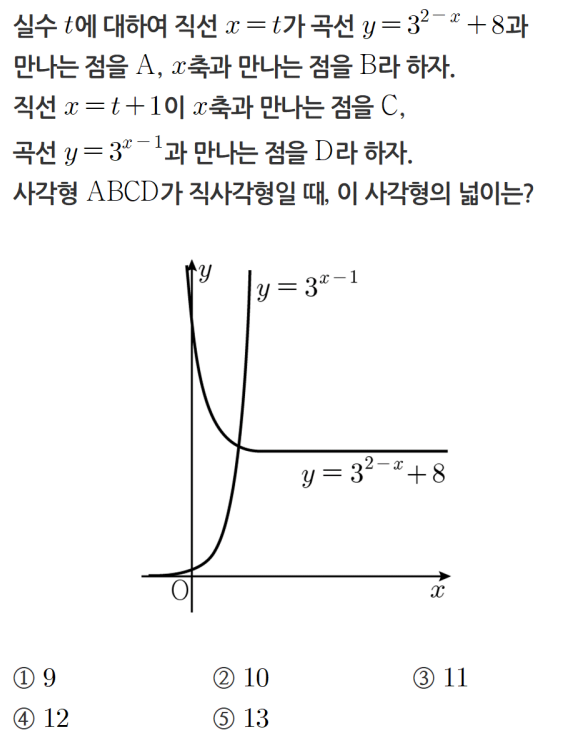 실수 t에 대하여 직선 x = t가 곡선 y = 3^{2-x} + 8과
만나는 점을 A, x축과 만나는 점을 B라 하자.
직선 x = t + 1이 x축과 만나는 점을 C,
곡선 y = 3^{x-1}과 만나는 점을 D라 하자.
사각형 ABCD가 직사각형일 때, 이 사각형의 넓이는?
y
y = 3^{x-1}
y = 3^{2-x} + 8
O
x
① 9 ② 10 ③ 11
④ 12 ⑤ 13